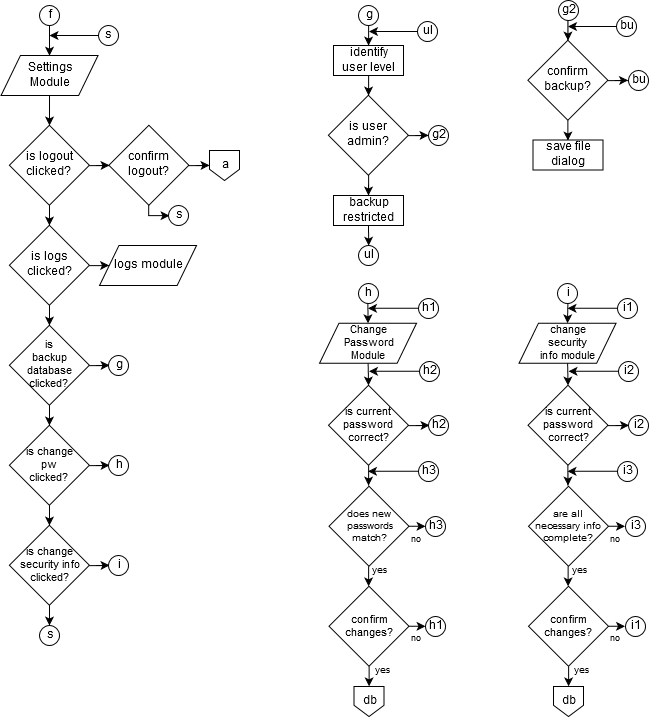 f
s
Settings
Module
is logout
clicked?
confirm
logout?
a
s
is logs
clicked?
logs module
is
backup
database
clicked?
g
is change
pw
clicked?
h
is change
security info
clicked?
i
s
g
ul
identify
user level
is user
admin?
g2
backup
restricted
ul
g2
bu
confirm
backup?
bu
save file
dialog
h
h1
Change
Password
Module
h2
is current
password
correct?
h2
h3
does new
passwords
match?
h3
no
yes
confirm
changes?
h1
no
yes
db
i
i1
change
security
info module
i2
is current
password
correct?
i2
i3
are all
necessary info
complete?
i3
no
yes
confirm
changes?
i1
no
yes
db